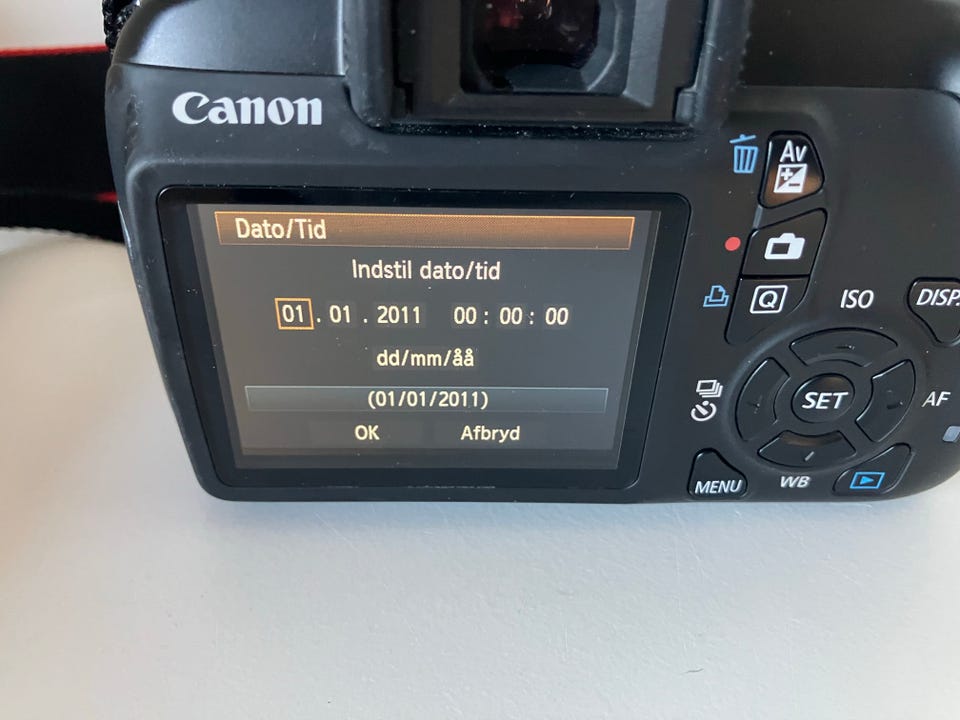 Canon
Dato/Tid
Indstil dato/tid
01 . 01 . 2011 00 : 00 : 00
dd/mm/åå
(01/01/2011)
OK Afbryd
Av
Q
ISO
DISP.
SET
AF
MENU
WB